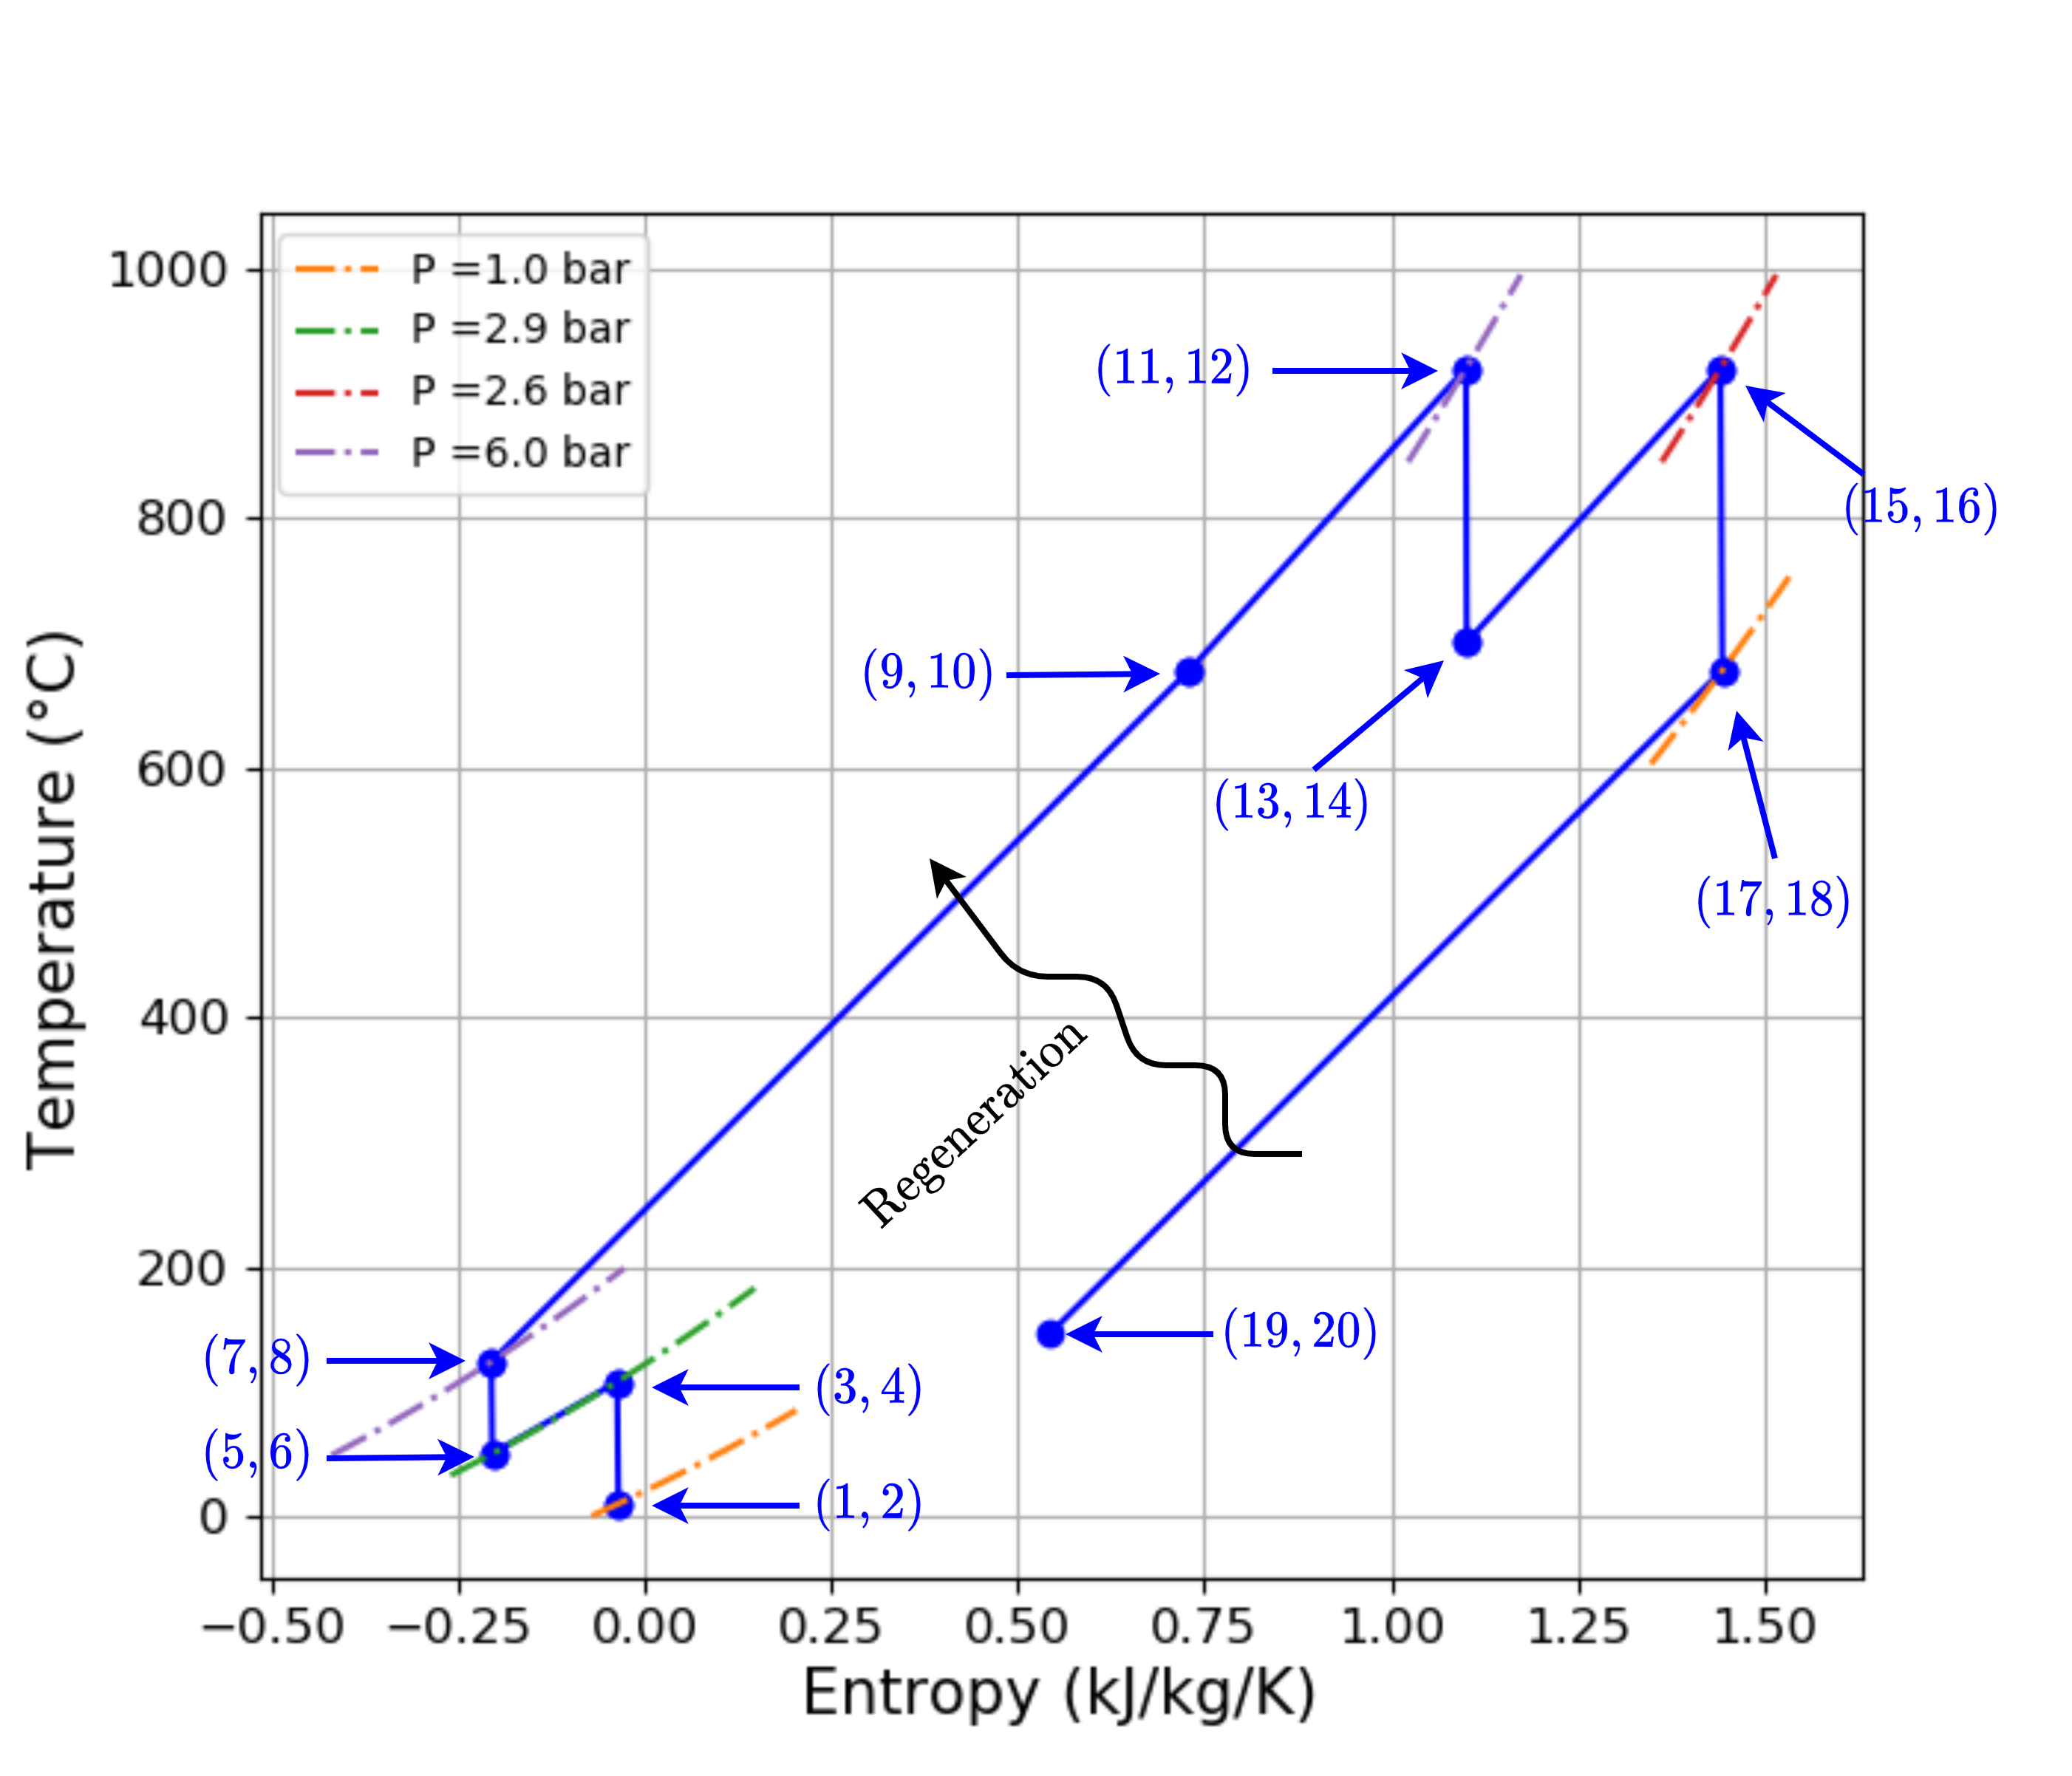 P =1.0 bar
P =2.9 bar
P =2.6 bar
P =6.0 bar
1000
800
600
400
200
0
Temperature (°C)
(11, 12)
(15, 16)
(9, 10)
(13, 14)
(17, 18)
Regeneration
(19, 20)
(7, 8)
(3, 4)
(5, 6)
(1, 2)
−0.50 −0.25 0.00 0.25 0.50 0.75 1.00 1.25 1.50
Entropy (kJ/kg/K)